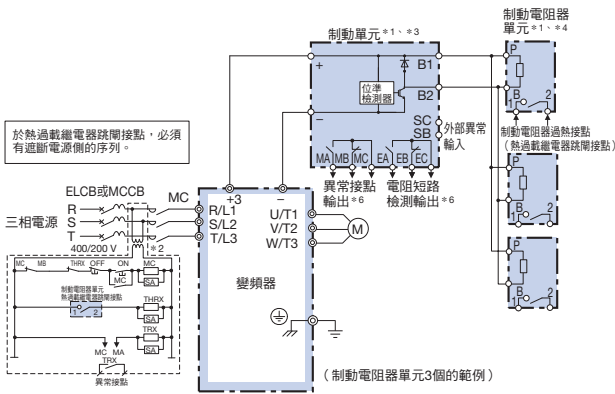 制動電阻器
單元*1、*4
制動單元*1、*3
P
B
1
2
+
B1
位準
檢測器
B2
−
SC
SB
外部異常
輸入
MA
MB
MC
EA
EB
EC
異常接點
輸出*6
電阻短路
檢測輸出*6
制動電阻器過熱接點
(熱過載繼電器跳閘接點)
P
B
1
2
P
B
1
2
於熱過載繼電器跳閘接點，必須
有遮斷電源側的序列。
ELCB或MCCB
MC
三相電源
R
S
T
400/200 V
*2
+3
−
R/L1
S/L2
T/L3
U/T1
V/T2
W/T3
M
變頻器
MC
MB
THRX
OFF
ON
MC
MC
SA
制動電阻器單元
熱過載繼電器跳閘接點
1
2
THRX
SA
TRX
SA
MC
MA
TRX
異常接點
(制動電阻器單元3個的範例)